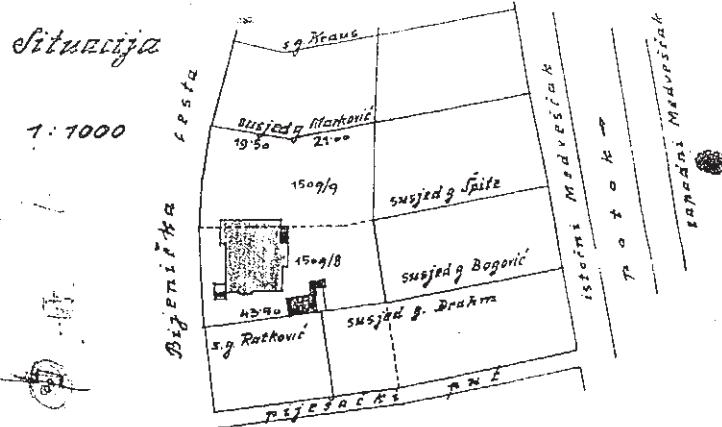 Situacija
1:1000
Bijenička cesta
s.g Kraus
susjed g Marković
19·50 21·00
1509/9
susjed g Špitz
1509/8
susjed g Bogović
43·90
susjed g. Drahm
s.g. Ratković
pješački put
istočni Medveščak
potok
zapadni Medveščak